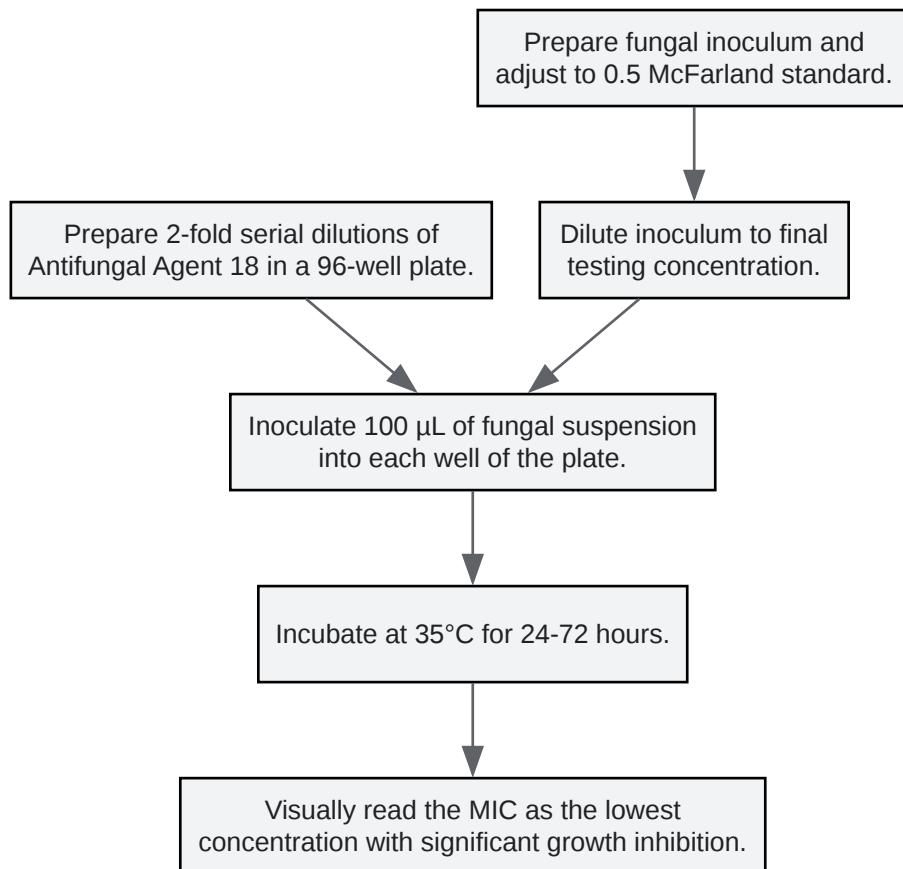 Prepare fungal inoculum and
adjust to 0.5 McFarland standard.
Prepare 2-fold serial dilutions of
Antifungal Agent 18 in a 96-well plate.
Dilute inoculum to final
testing concentration.
Inoculate 100 µL of fungal suspension
into each well of the plate.
Incubate at 35°C for 24-72 hours.
Visually read the MIC as the lowest
concentration with significant growth inhibition.